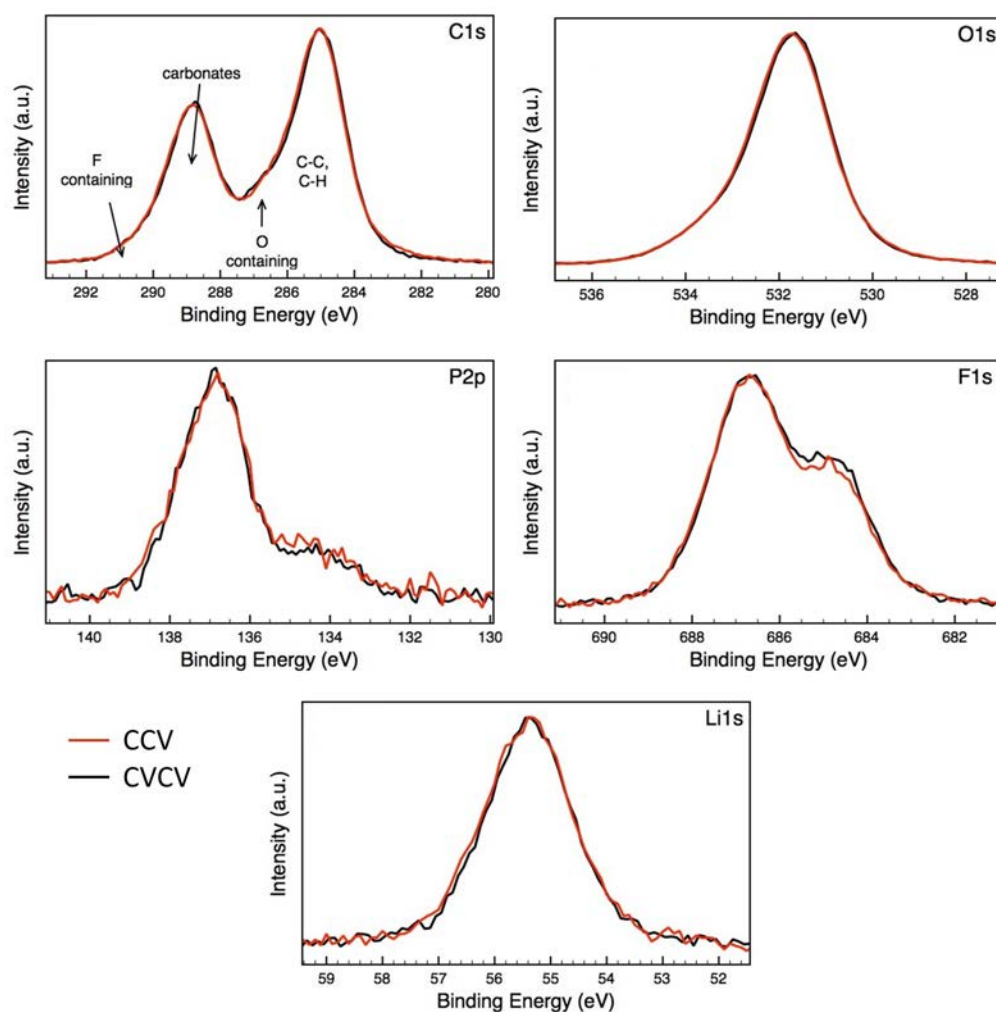 C1s
carbonates
F
containing
C-C,
C-H
O
containing
Intensity (a.u.)
292 290 288 286 284 282 280
Binding Energy (eV)
O1s
Intensity (a.u.)
536 534 532 530 528
Binding Energy (eV)
P2p
Intensity (a.u.)
140 138 136 134 132 130
Binding Energy (eV)
F1s
Intensity (a.u.)
690 688 686 684 682
Binding Energy (eV)
CCV
CVCV
Li1s
Intensity (a.u.)
59 58 57 56 55 54 53 52
Binding Energy (eV)